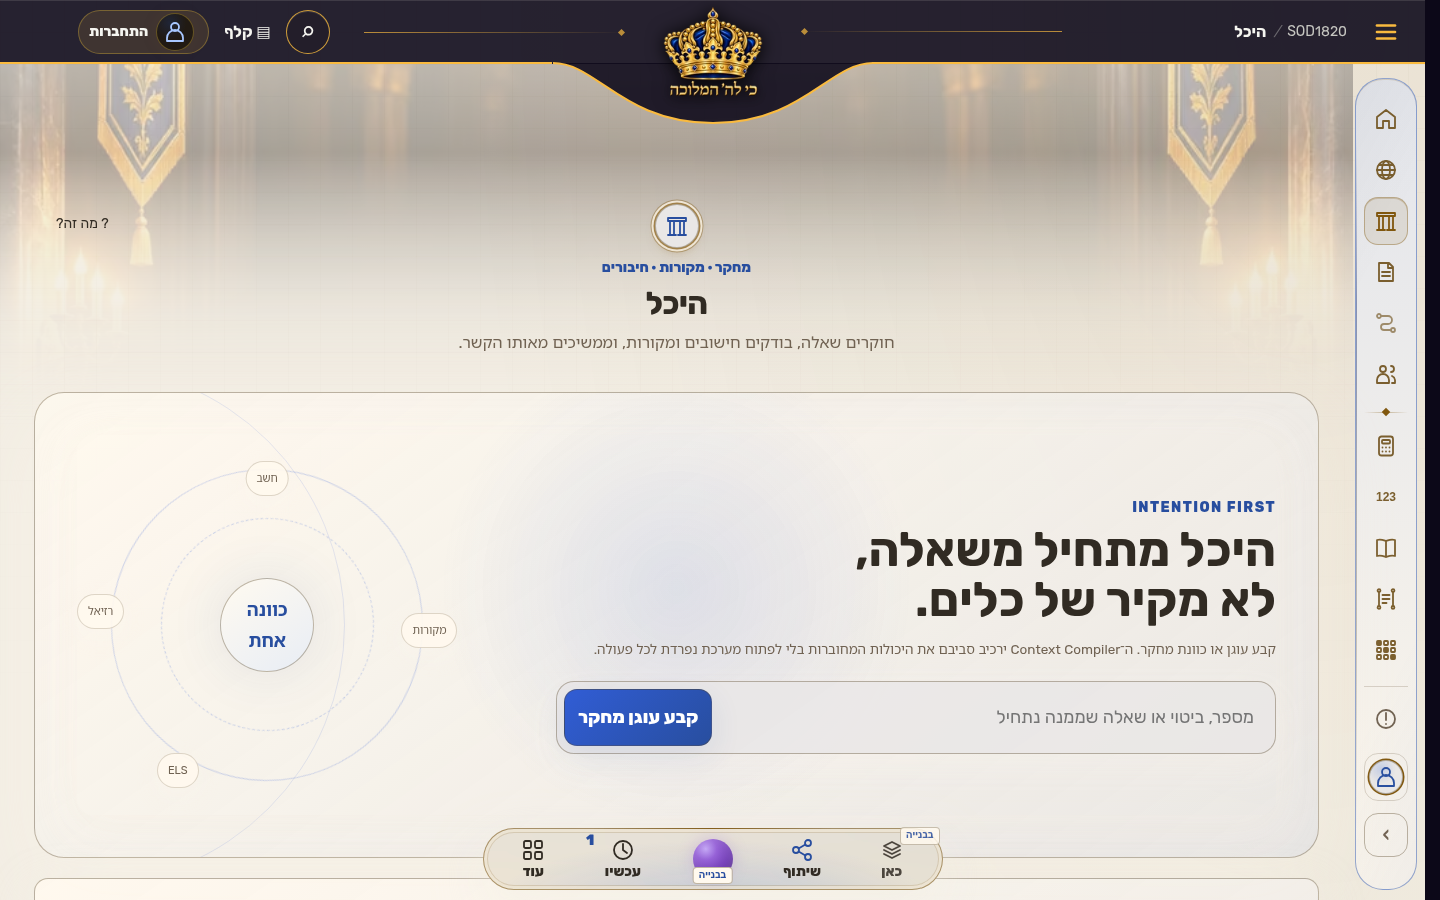 SOD1820 / היכל
קלף
התחברות
כי לה' המלוכה
? מה זה?
מחקר • מקורות • חיבורים
היכל
חוקרים שאלה, בודקים חישובים ומקורות, וממשיכים מאותו הקשר.
INTENTION FIRST
היכל מתחיל משאלה,
לא מקיר של כלים.
קבע עוגן או כוונת מחקר. ה־Context Compiler ירכיב סביבם את היכולות המחוברות בלי לפתוח מערכת נפרדת לכל פעולה.
מספר, ביטוי או שאלה שממנה נתחיל
קבע עוגן מחקר
חשב
מקורות
רזיאל
כוונה
אחת
ELS
123
בבנייה
כאן
שיתוף
בבנייה
1
עכשיו
עוד